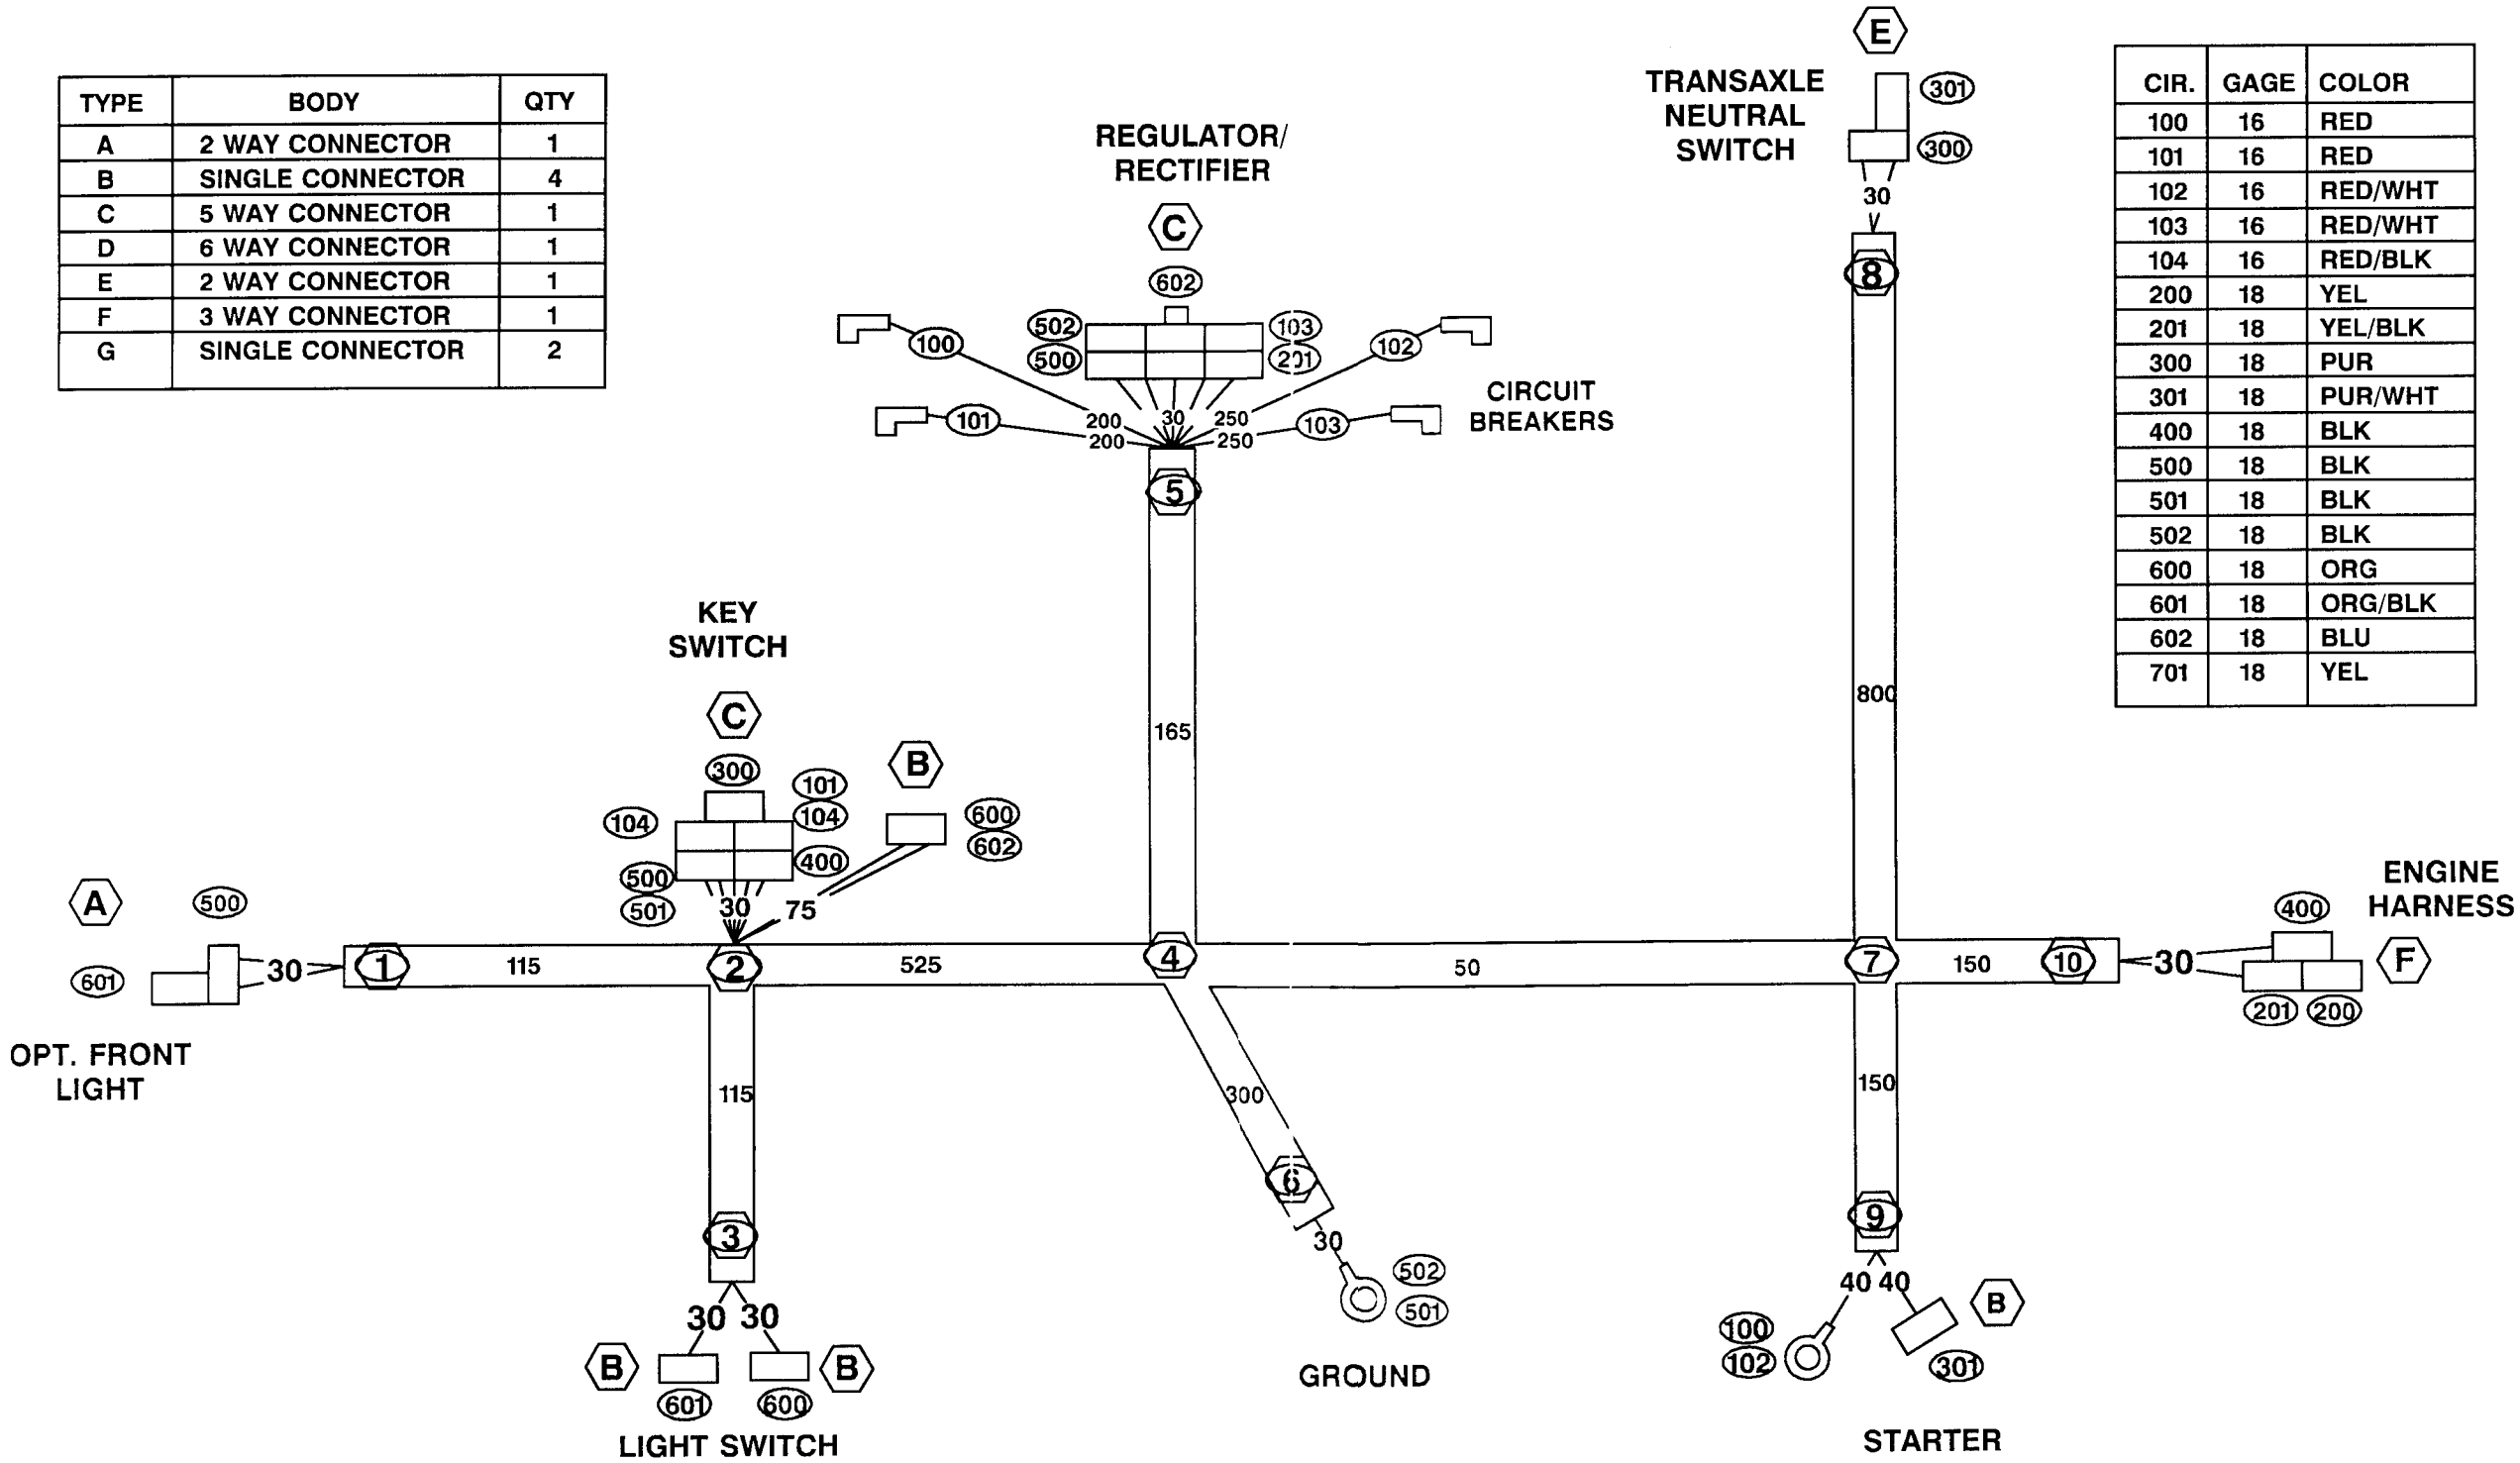 TYPE BODY QTY
A 2 WAY CONNECTOR 1
B SINGLE CONNECTOR 4
C 5 WAY CONNECTOR 1
D 6 WAY CONNECTOR 1
E 2 WAY CONNECTOR 1
F 3 WAY CONNECTOR 1
G SINGLE CONNECTOR 2
REGULATOR/
RECTIFIER
C
602
502 103
500 201
100 102
101 103
200 30 250
200 250
CIRCUIT
BREAKERS
5
165
E
TRANSAXLE
NEUTRAL
SWITCH
301
300
30
8
800
CIR. GAGE COLOR
100 16 RED
101 16 RED
102 16 RED/WHT
103 16 RED/WHT
104 16 RED/BLK
200 18 YEL
201 18 YEL/BLK
300 18 PUR
301 18 PUR/WHT
400 18 BLK
500 18 BLK
501 18 BLK
502 18 BLK
600 18 ORG
601 18 ORG/BLK
602 18 BLU
701 18 YEL
KEY
SWITCH
C
300
101
104 104
400
500
501
30
B
600
602
75
A
500
601
30
OPT. FRONT
LIGHT
1 115 2 525 4 50 7 150 10
30
ENGINE
HARNESS
400
F
201 200
115
3
30 30
B B
601 600
LIGHT SWITCH
300
6
30
502
501
GROUND
150
9
40 40
B
100
102
301
STARTER